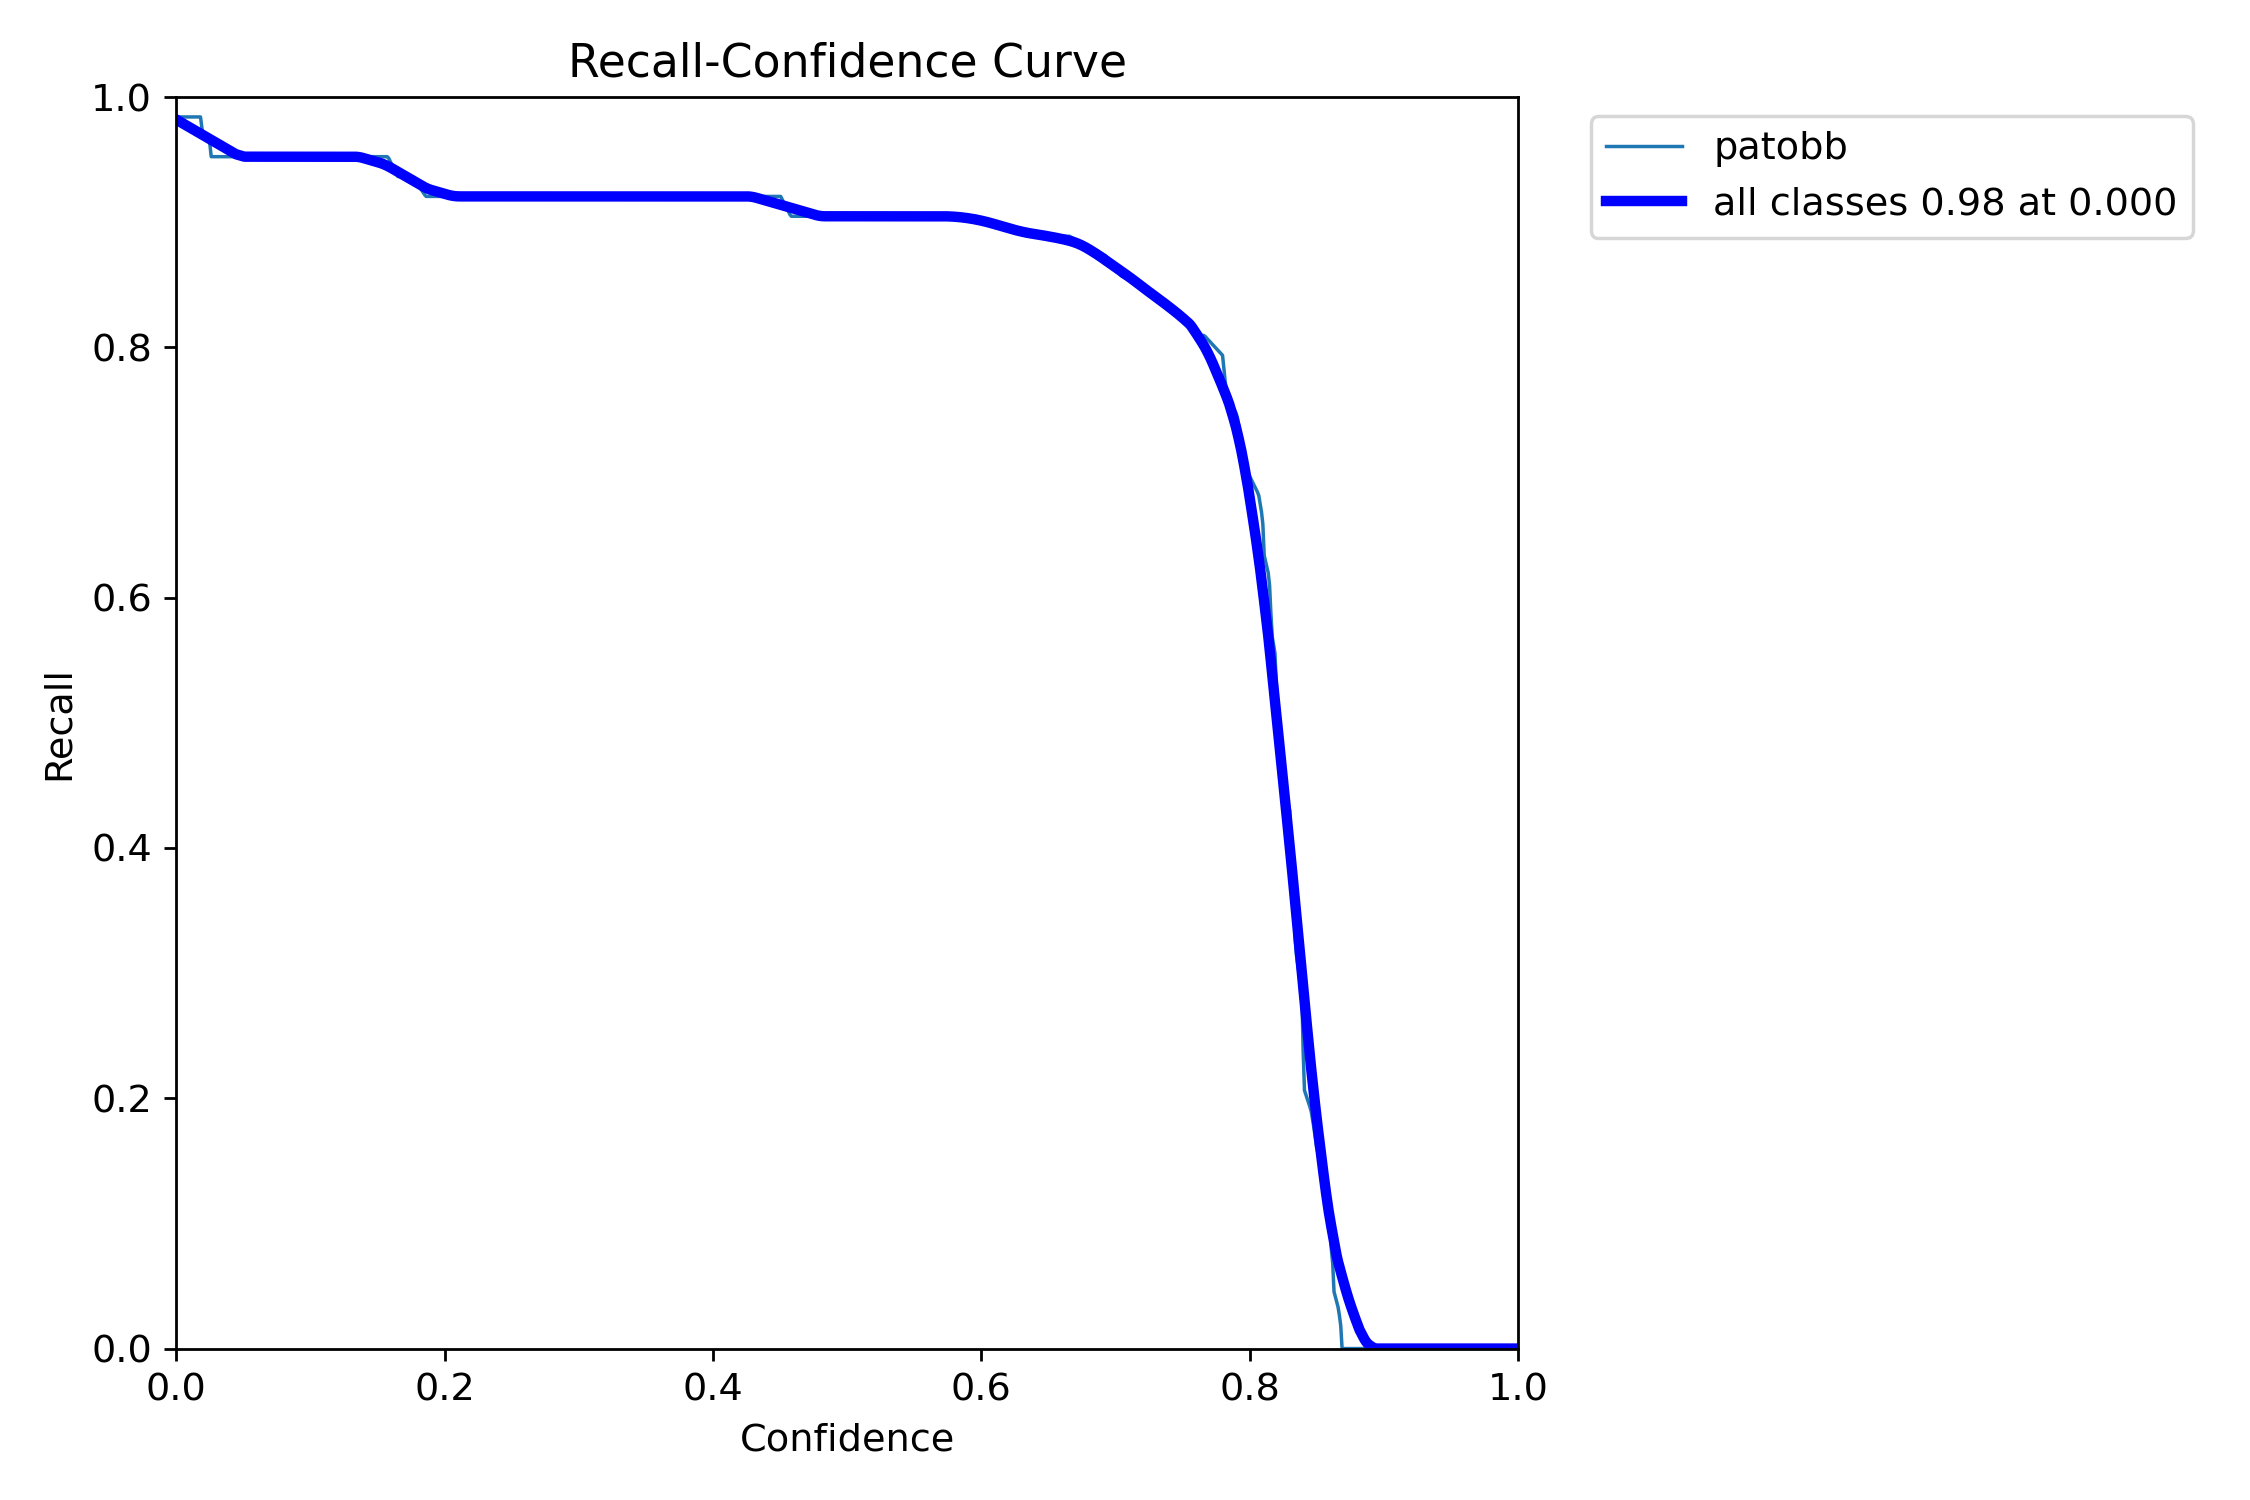 Recall-Confidence Curve
1.0
0.8
0.6
0.4
0.2
0.0
Recall
0.0 0.2 0.4 0.6 0.8 1.0
Confidence
patobb
all classes 0.98 at 0.000